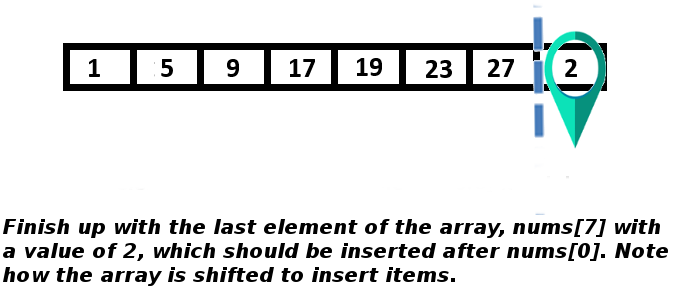 1 5 9 17 19 23 27 2
Finish up with the last element of the array, nums[7] with
a value of 2, which should be inserted after nums[0]. Note
how the array is shifted to insert items.